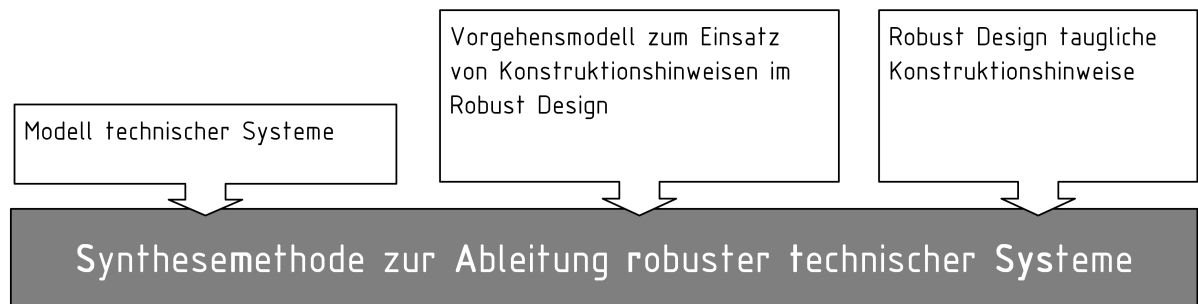 Modell technischer Systeme
Vorgehensmodell zum Einsatz
von Konstruktionshinweisen im
Robust Design
Robust Design taugliche
Konstruktionshinweise
Synthesemethode zur Ableitung robuster technischer Systeme